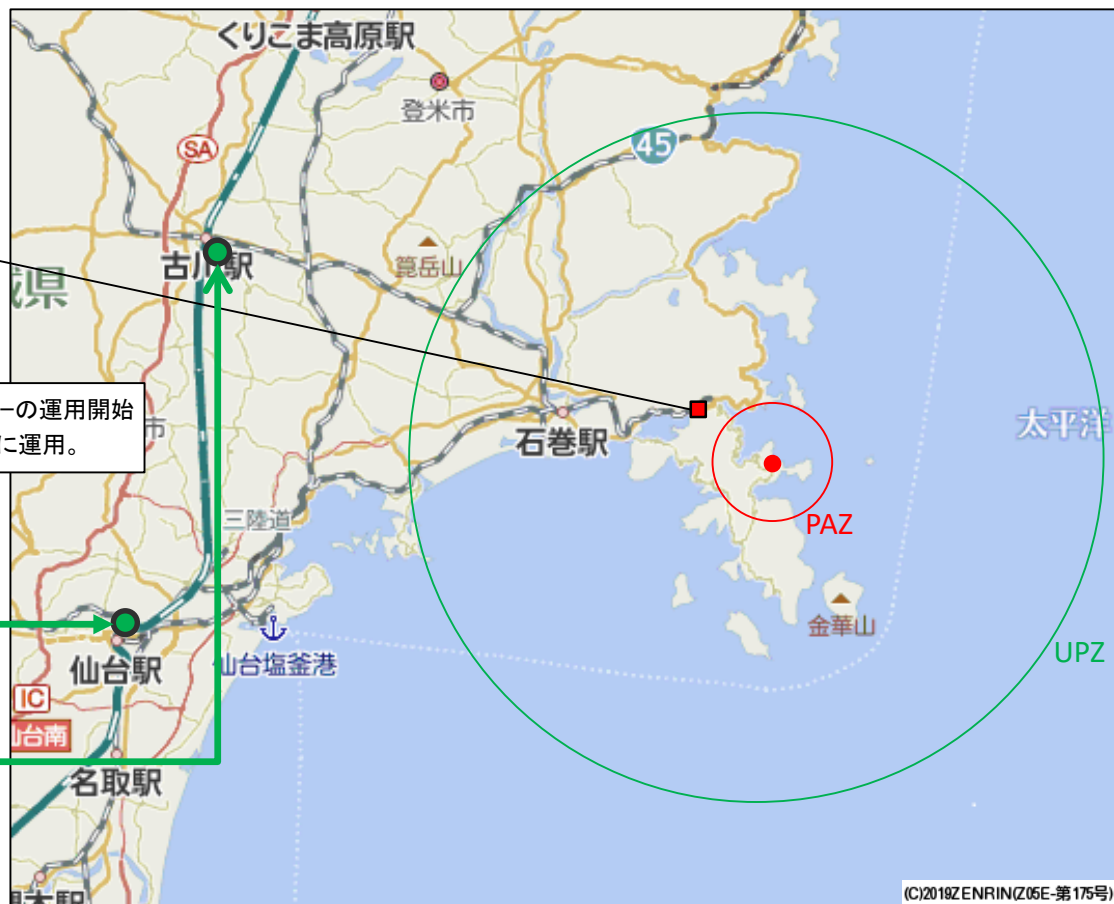 くりこま高原駅
登米市
SA
45
古川駅
箟岳山
城県
ーの運用開始
に運用。
市
石巻駅
太平洋
三陸道
PAZ
金華山
仙台駅
仙台塩釜港
UPZ
IC
仙台南
名取駅
(C)2019ZENRIN(Z05E-第175号)